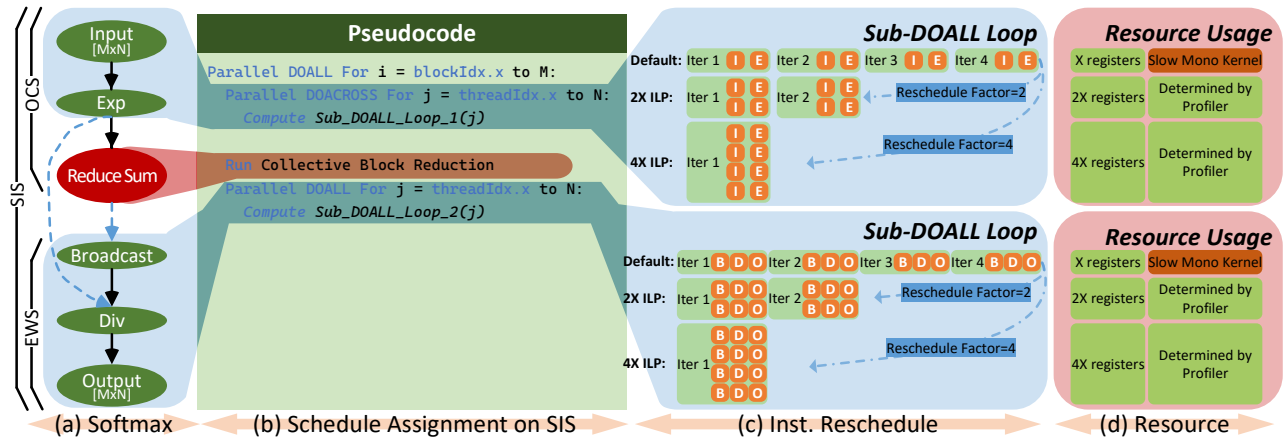 SIS
OCS
EWS
Input
[MxN]
Exp
Reduce Sum
Broadcast
Div
Output
[MxN]
(a) Softmax
Pseudocode
Parallel DOALL For i = blockIdx.x to M:
Parallel DOACROSS For j = threadIdx.x to N:
Compute Sub_DOALL_Loop_1(j)
Run Collective Block Reduction
Parallel DOALL For j = threadIdx.x to N:
Compute Sub_DOALL_Loop_2(j)
(b) Schedule Assignment on SIS
Sub-DOALL Loop
Default: Iter 1 I E Iter 2 I E Iter 3 I E Iter 4 I E
2X ILP: Iter 1 I E Iter 2 I E Reschedule Factor=2
I E I E
4X ILP: Iter 1 I E Reschedule Factor=4
I E
I E
I E
Sub-DOALL Loop
Default: Iter 1 B D O Iter 2 B D O Iter 3 B D O Iter 4 B D O
2X ILP: Iter 1 B D O Iter 2 B D O Reschedule Factor=2
B D O B D O
4X ILP: Iter 1 B D O Reschedule Factor=4
B D O
B D O
B D O
(c) Inst. Reschedule
Resource Usage
X registers Slow Mono Kernel
2X registers Determined by
Profiler
4X registers Determined by
Profiler
Resource Usage
X registers Slow Mono Kernel
2X registers Determined by
Profiler
4X registers Determined by
Profiler
(d) Resource